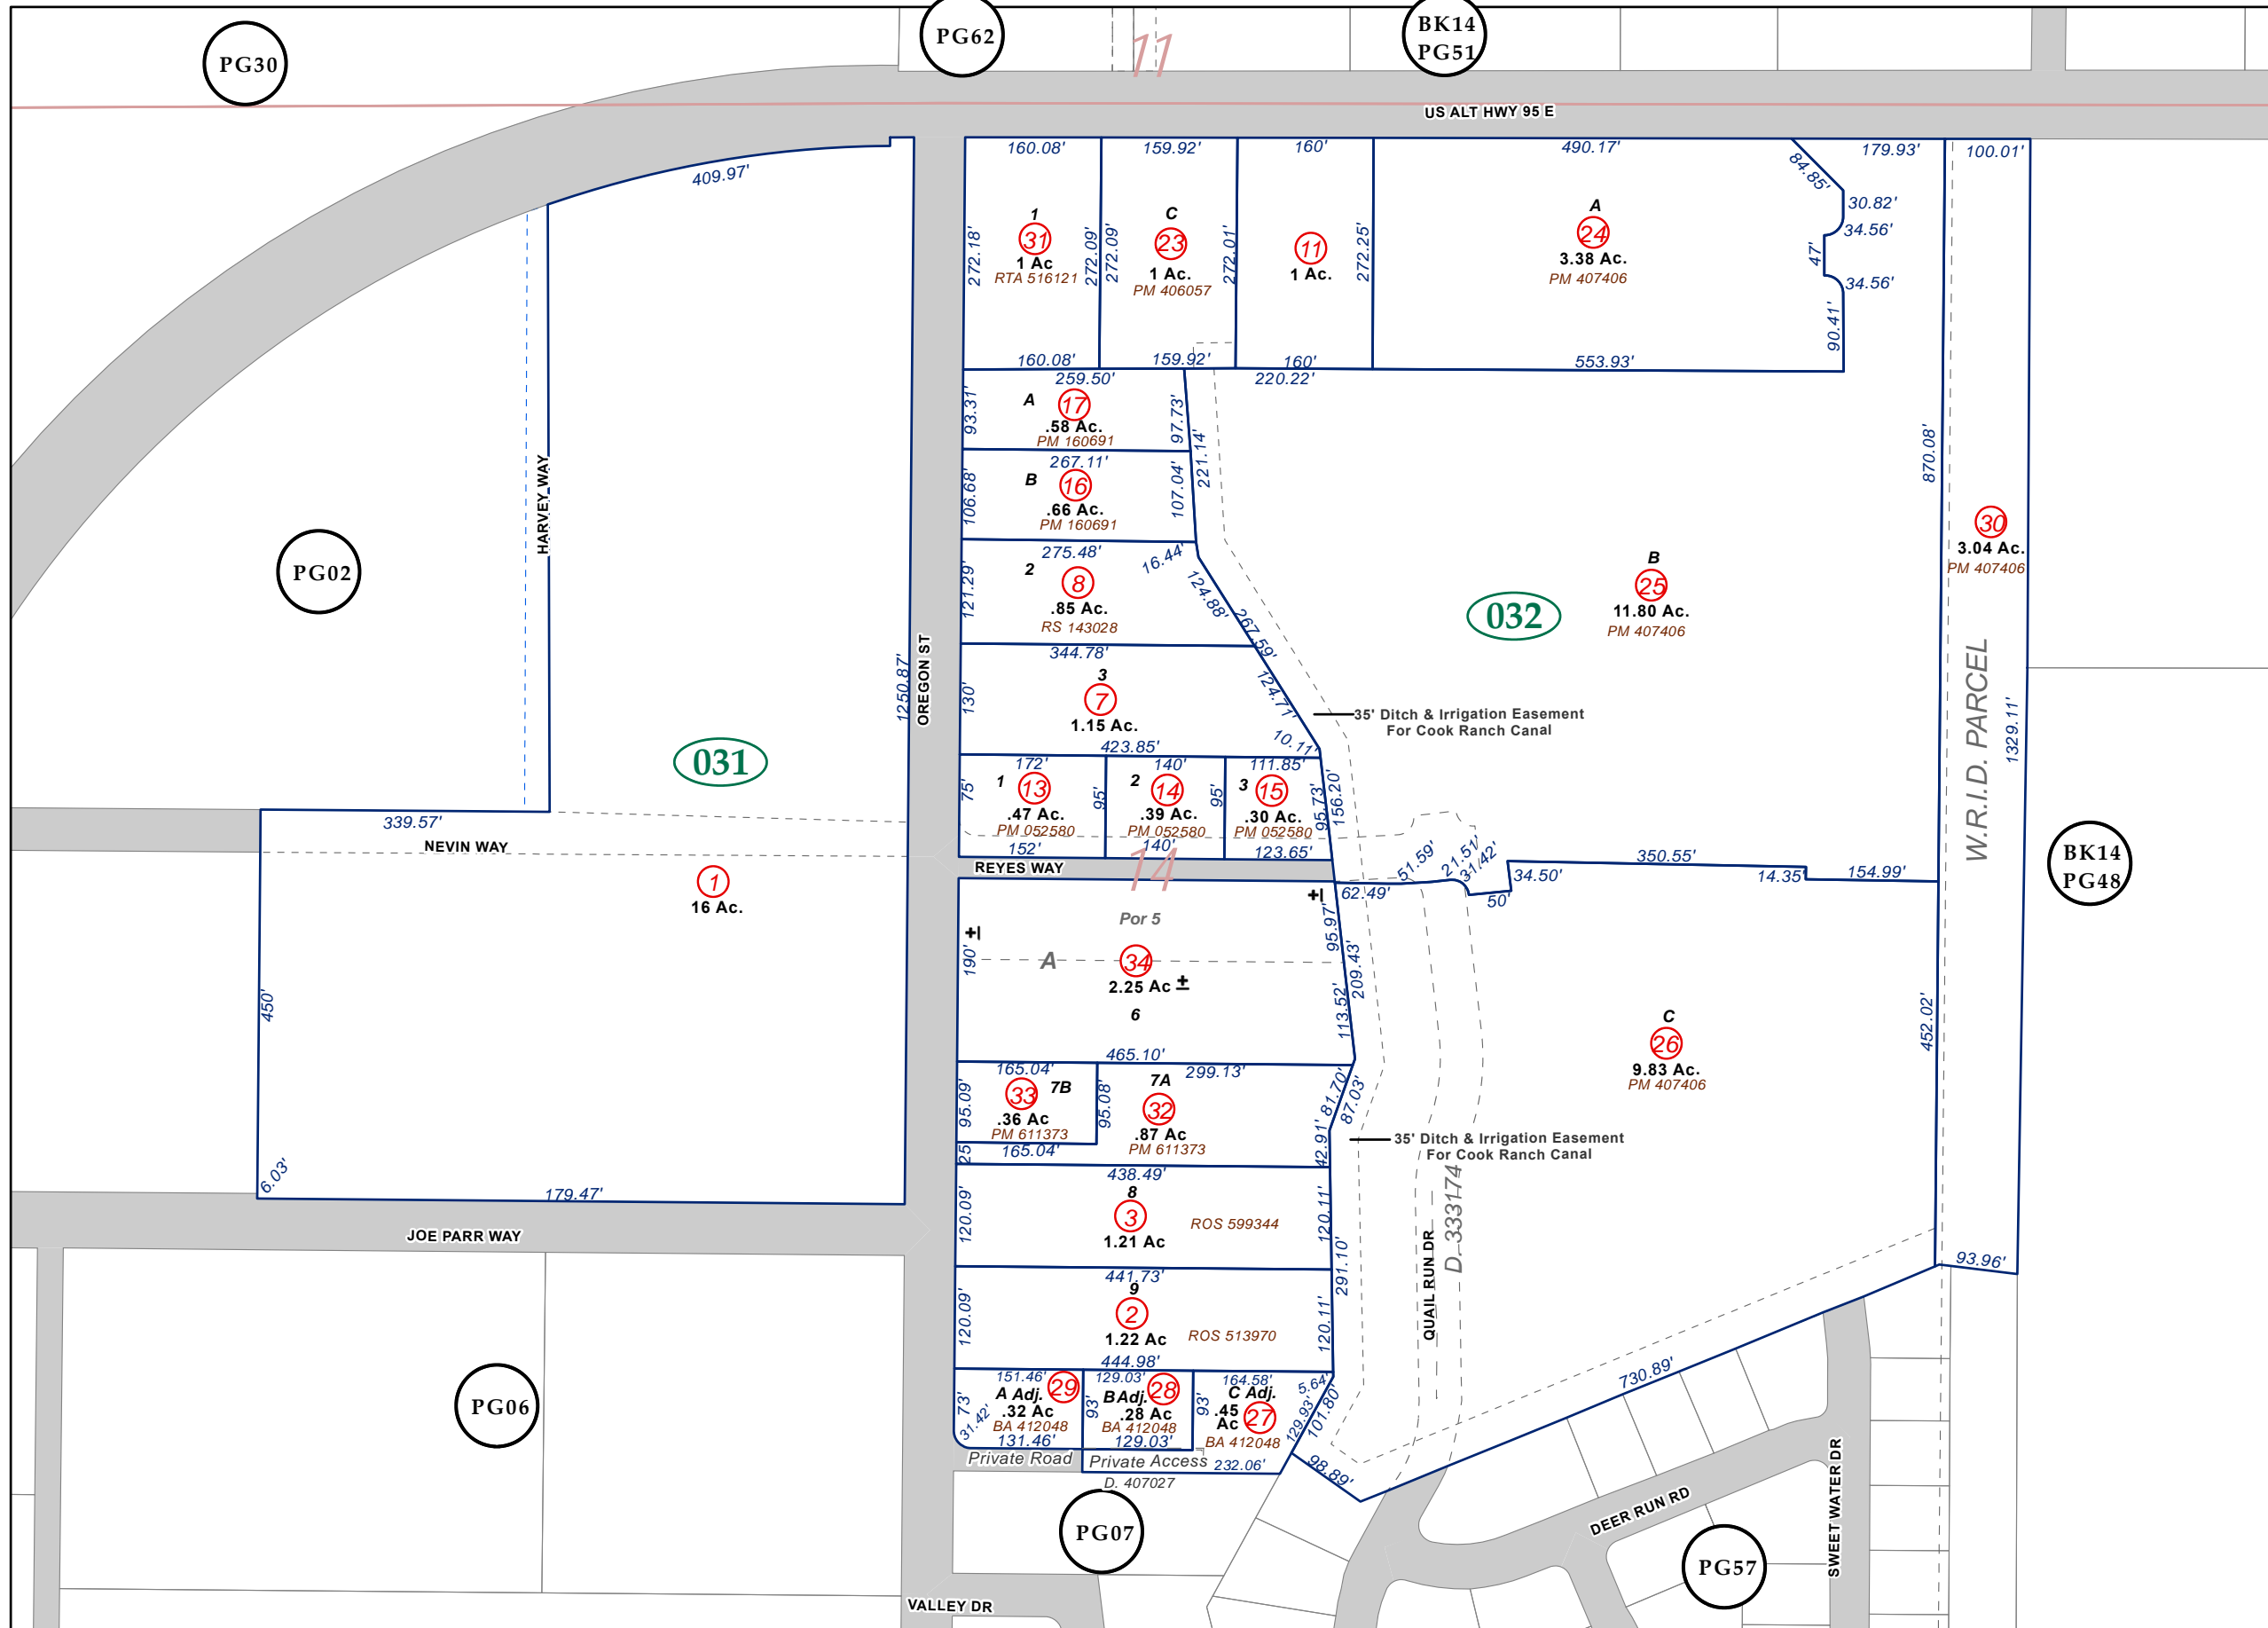 PG30
PG62
BK14
PG51
11
US ALT HWY 95 E
409.97'
160.08'
159.92'
160'
490.17'
179.93'
100.01'
84.85'
30.82'
34.56'
47'
34.56'
90.41'
272.18'
1
31
1 Ac
RTA 516121
272.09'
272.09'
C
23
1 Ac.
PM 406057
272.01'
11
1 Ac.
272.25'
A
24
3.38 Ac.
PM 407406
160.08'
159.92'
160'
553.93'
259.50'
220.22'
93.31'
A
17
.58 Ac.
PM 160691
97.73'
221.14'
267.11'
106.68'
B
16
.66 Ac.
PM 160691
107.04'
275.48'
16.44'
121.29'
2
8
.85 Ac.
RS 143028
124.88'
267.59'
344.78'
130'
3
7
1.15 Ac.
124.71'
10.11'
423.85'
HARVEY WAY
PG02
031
1250.87'
OREGON ST
032
B
25
11.80 Ac.
PM 407406
870.08'
30
3.04 Ac.
PM 407406
W.R.I.D. PARCEL
1329.11'
35' Ditch & Irrigation Easement
For Cook Ranch Canal
172'
140'
111.85'
75'
1
13
.47 Ac.
PM 052580
95'
2
14
.39 Ac.
PM 052580
95'
3
15
.30 Ac.
PM 052580
95.73'
156.20'
152'
140'
123.65'
339.57'
NEVIN WAY
REYES WAY
14
1
16 Ac.
450'
6.03'
179.47'
JOE PARR WAY
62.49'
51.59'
21.51'
31.42'
50'
34.50'
350.55'
14.35'
154.99'
BK14
PG48
Por 5
+|
+|
190'
A
34
2.25 Ac ±
6
95.97'
209.43'
113.52'
465.10'
C
26
9.83 Ac.
PM 407406
452.02'
165.04'
299.13'
95.09'
33
7B
.36 Ac
PM 611373
95.08'
7A
32
.87 Ac
PM 611373
81.70'
87.03'
42.91'
25'
165.04'
35' Ditch & Irrigation Easement
For Cook Ranch Canal
438.49'
120.09'
8
3
1.21 Ac
ROS 599344
120.11'
291.10'
441.73'
120.09'
9
2
1.22 Ac
ROS 513970
120.11'
444.98'
QUAIL RUN DR
D. 333174
93.96'
730.89'
151.46'
129.03'
164.58'
5.64'
73'
31.42'
A Adj.
29
.32 Ac
BA 412048
131.46'
93'
B Adj.
28
.28 Ac
BA 412048
129.03'
93'
C Adj.
.45
Ac
27
BA 412048
129.93'
101.80'
98.89'
Private Road
Private Access
232.06'
D. 407027
PG06
PG07
PG57
DEER RUN RD
SWEET WATER DR
VALLEY DR